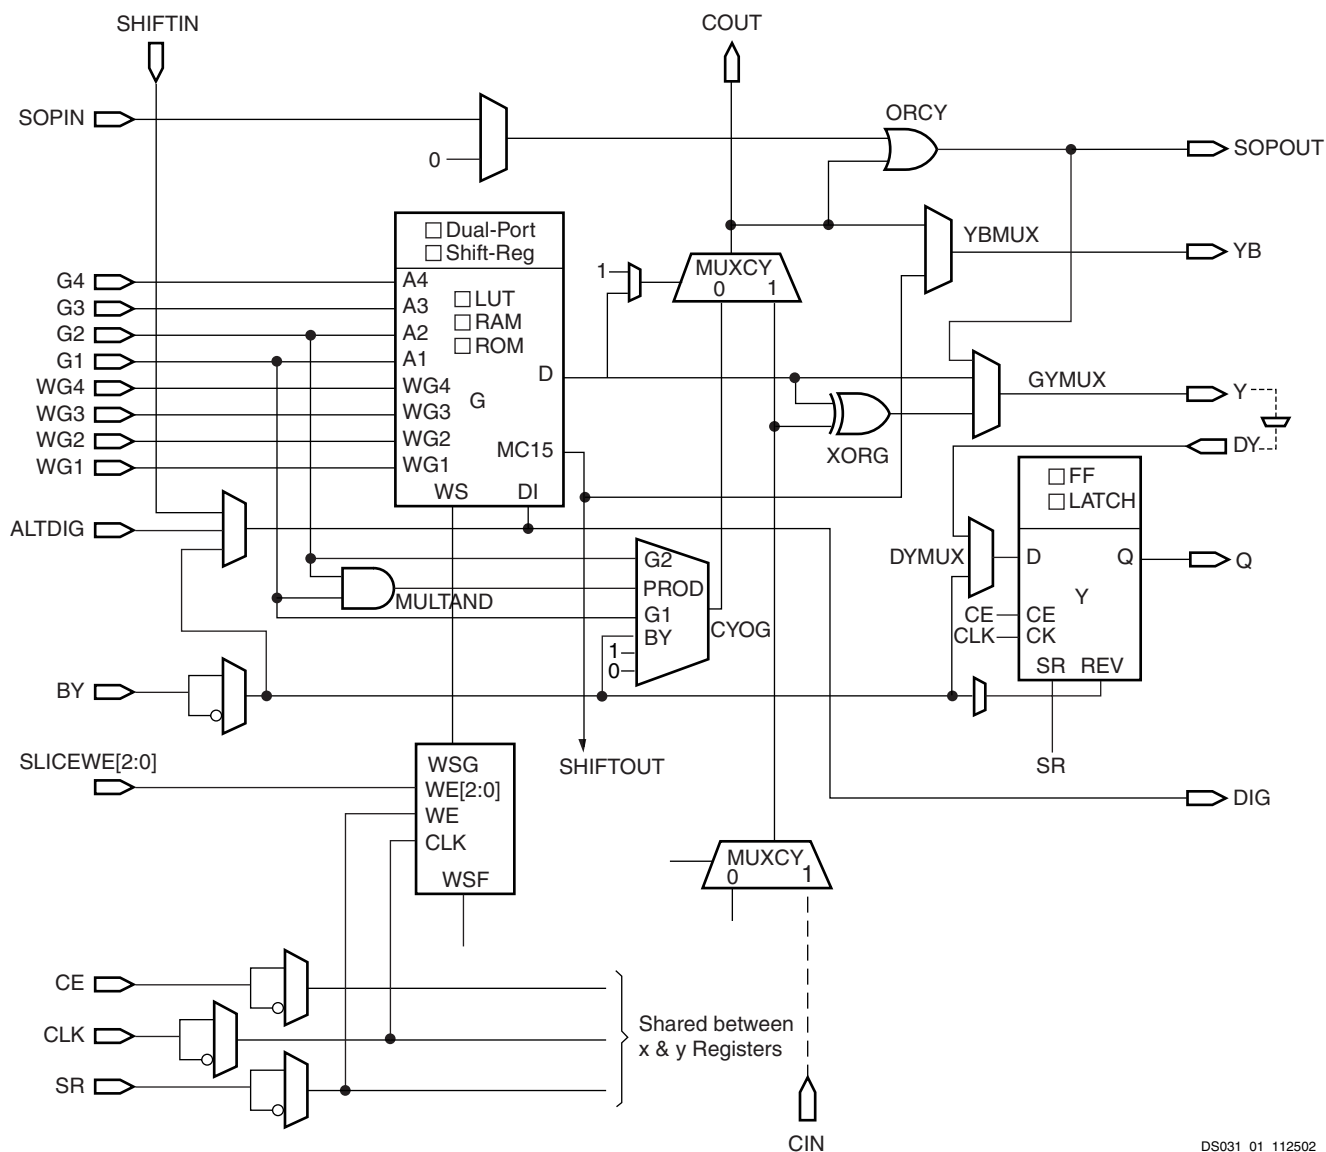 SHIFTIN
COUT
SOPIN
ORCY
0
SOPOUT
Dual-Port
Shift-Reg
YBMUX
YB
G4
A4
LUT
1
MUXCY
0 1
G3
A3
RAM
G2
A2
ROM
G1
A1
D
WG4
WG4
G
GYMUX
Y
WG3
WG3
WG2
WG2
MC15
XORG
DY
WG1
WG1
WS
DI
FF
LATCH
ALTDIG
G2
DYMUX
D
Q
Q
PROD
MULTAND
G1
Y
BY
CYOG
CE
CE
1
CLK
CK
0
SR REV
BY
SLICEWE[2:0]
WSG
SHIFTOUT
SR
WE[2:0]
DIG
WE
CLK
MUXCY
0 1
WSF
CE
CLK
Shared between
x & y Registers
SR
CIN
DS031_01_112502